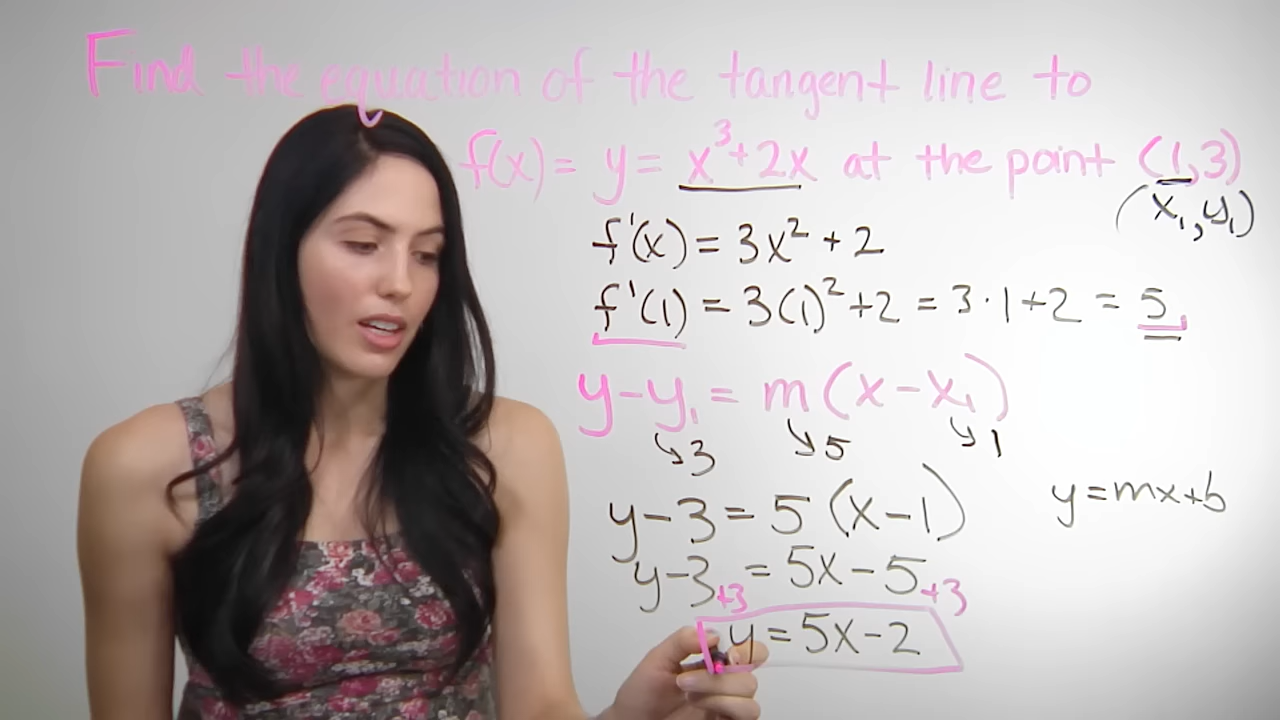 Find the equation of the tangent line to
f(x) = y = x³+2x at the point (1,3)
(x₁,y₁)
f'(x) = 3x² + 2
f'(1) = 3(1)² + 2 = 3·1+2 = 5
y-y₁ = m(x-x₁)
↘3 ↘5 ↘1
y-3 = 5(x-1)
y=mx+b
y-3+3 = 5x-5+3
y=5x-2